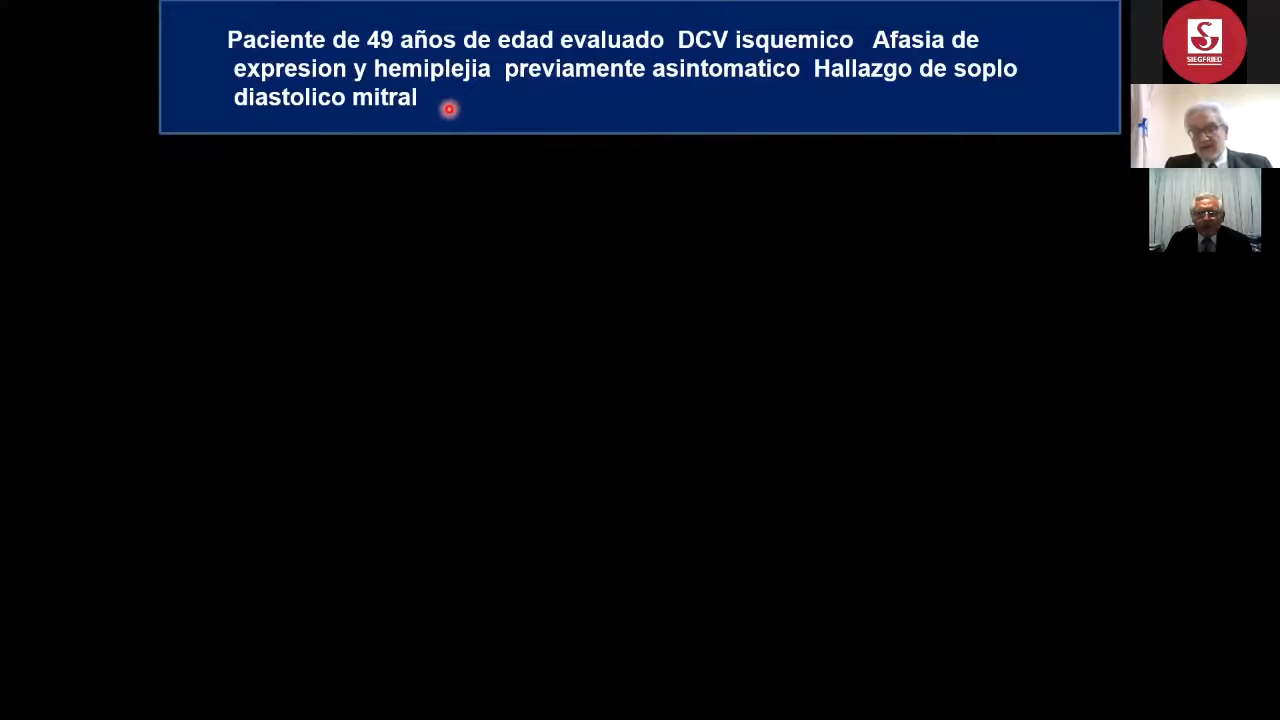 Paciente de 49 años de edad evaluado DCV isquemico Afasia de
expresion y hemiplejia previamente asintomatico Hallazgo de soplo
diastolico mitral
SIEGFRIED